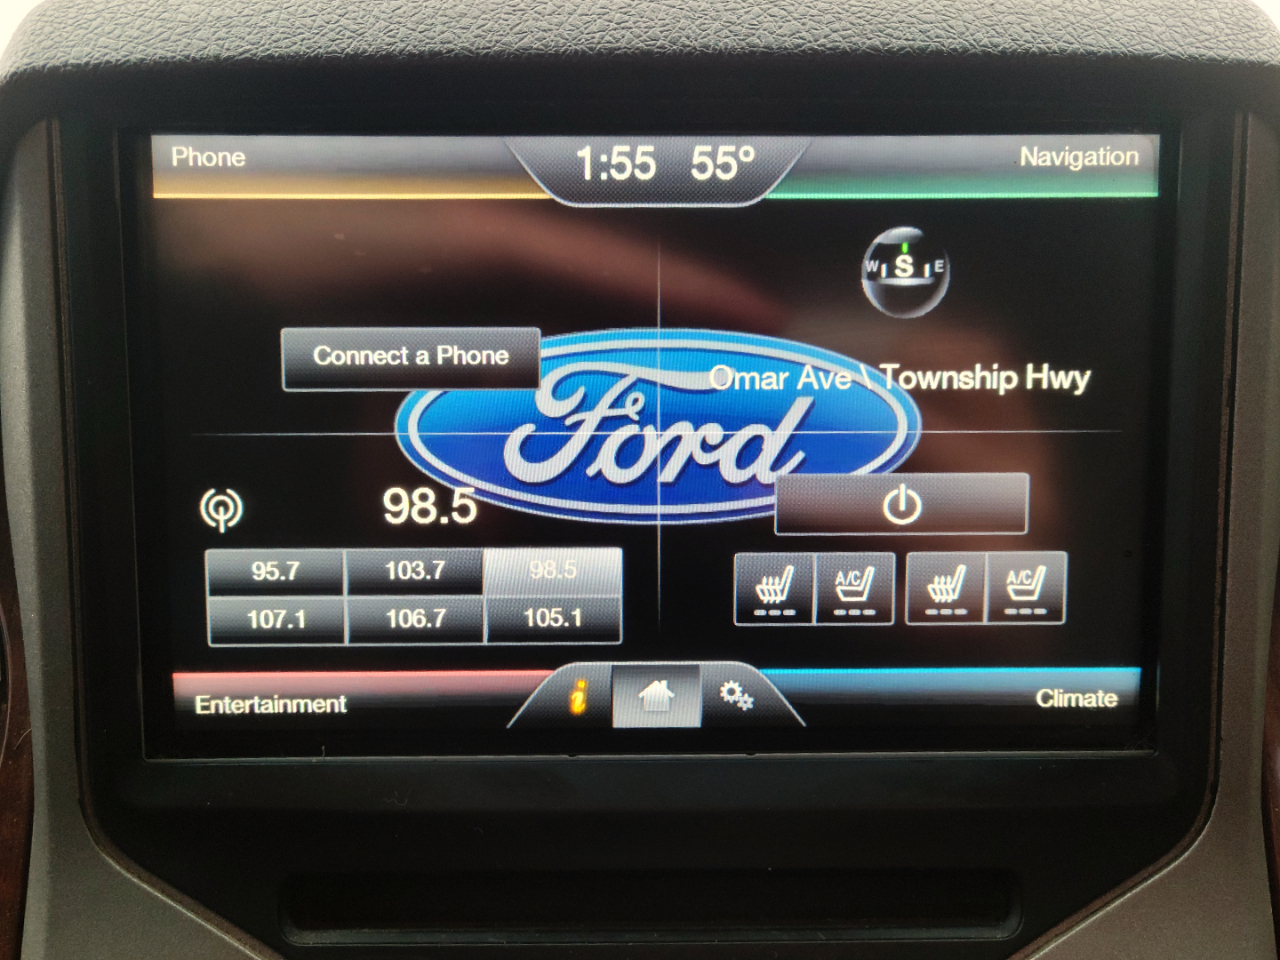 Phone
1:55 55°
Navigation
W S E
Connect a Phone
Omar Ave \ Township Hwy
Ford
98.5
95.7 103.7 98.5
107.1 106.7 105.1
A/C A/C
Entertainment
i
Climate